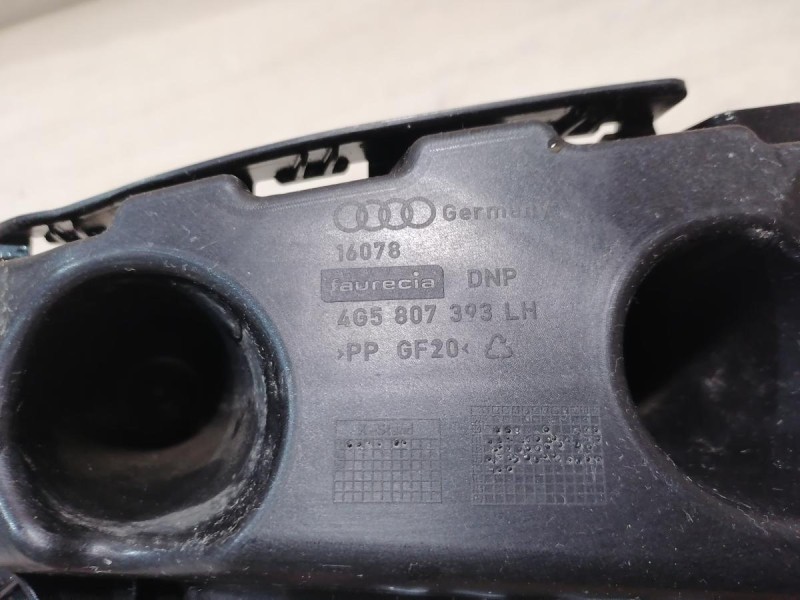 Germany
16078
faurecia DNP
4G5 807 393 LH
>PP GF20<